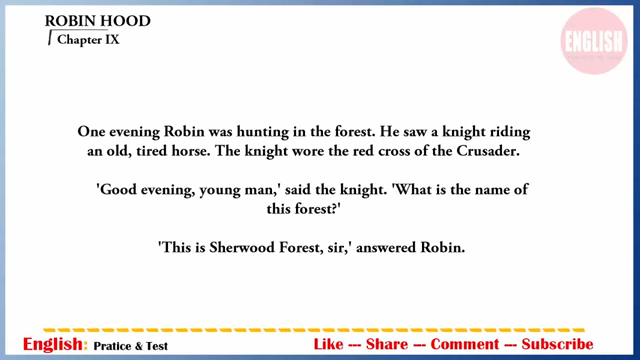 ROBIN HOOD
Chapter IX
ENGLISH
One evening Robin was hunting in the forest. He saw a knight riding
an old, tired horse. The knight wore the red cross of the Crusader.
'Good evening, young man,' said the knight. 'What is the name of
this forest?'
'This is Sherwood Forest, sir,' answered Robin.
English: Pratice & Test
Like --- Share --- Comment --- Subscribe